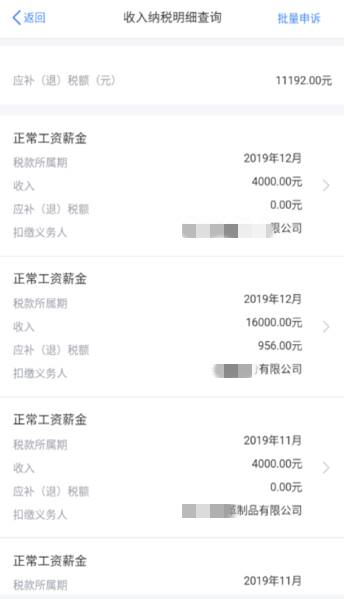 返回 收入纳税明细查询 批量申诉
应补（退）税额（元） 11192.00元
正常工资薪金
税款所属期 2019年12月
收入 4000.00元
应补（退）税额 0.00元
扣缴义务人 限公司
正常工资薪金
税款所属期 2019年12月
收入 16000.00元
应补（退）税额 956.00元
扣缴义务人 有限公司
正常工资薪金
税款所属期 2019年11月
收入 4000.00元
应补（退）税额 0.00元
扣缴义务人 制品有限公司
正常工资薪金
税款所属期 2019年11月